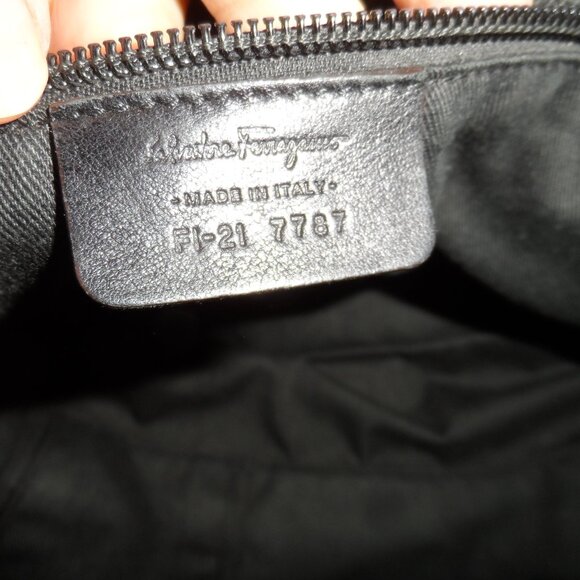 Salvatore Ferragamo
• MADE IN ITALY •
FI-21 7787